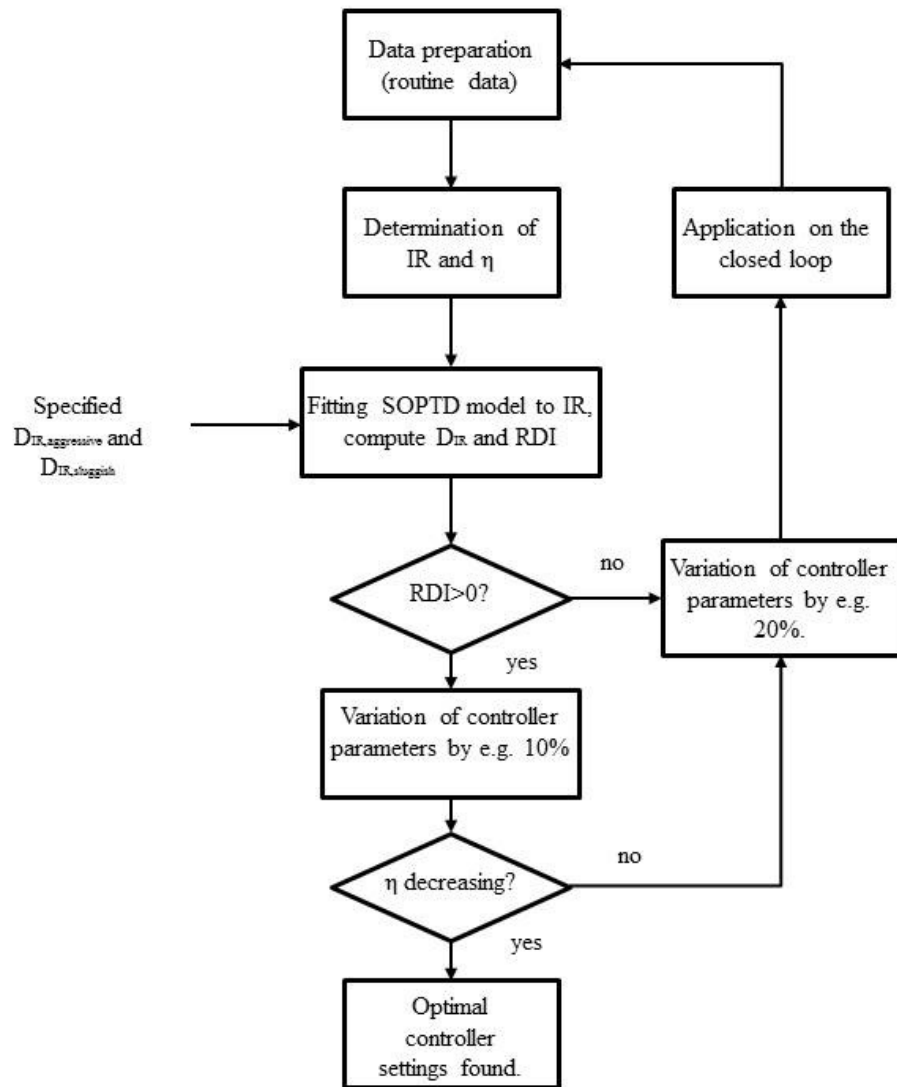 Data preparation
(routine data)
Determination of
IR and η
Application on the
closed loop
Specified
DIR,aggressive and
DIR,sluggish
Fitting SOPTD model to IR,
compute DIR and RDI
RDI>0?
no
Variation of controller
parameters by e.g.
20%.
yes
Variation of controller
parameters by e.g. 10%
η decreasing?
no
yes
Optimal
controller
settings found.